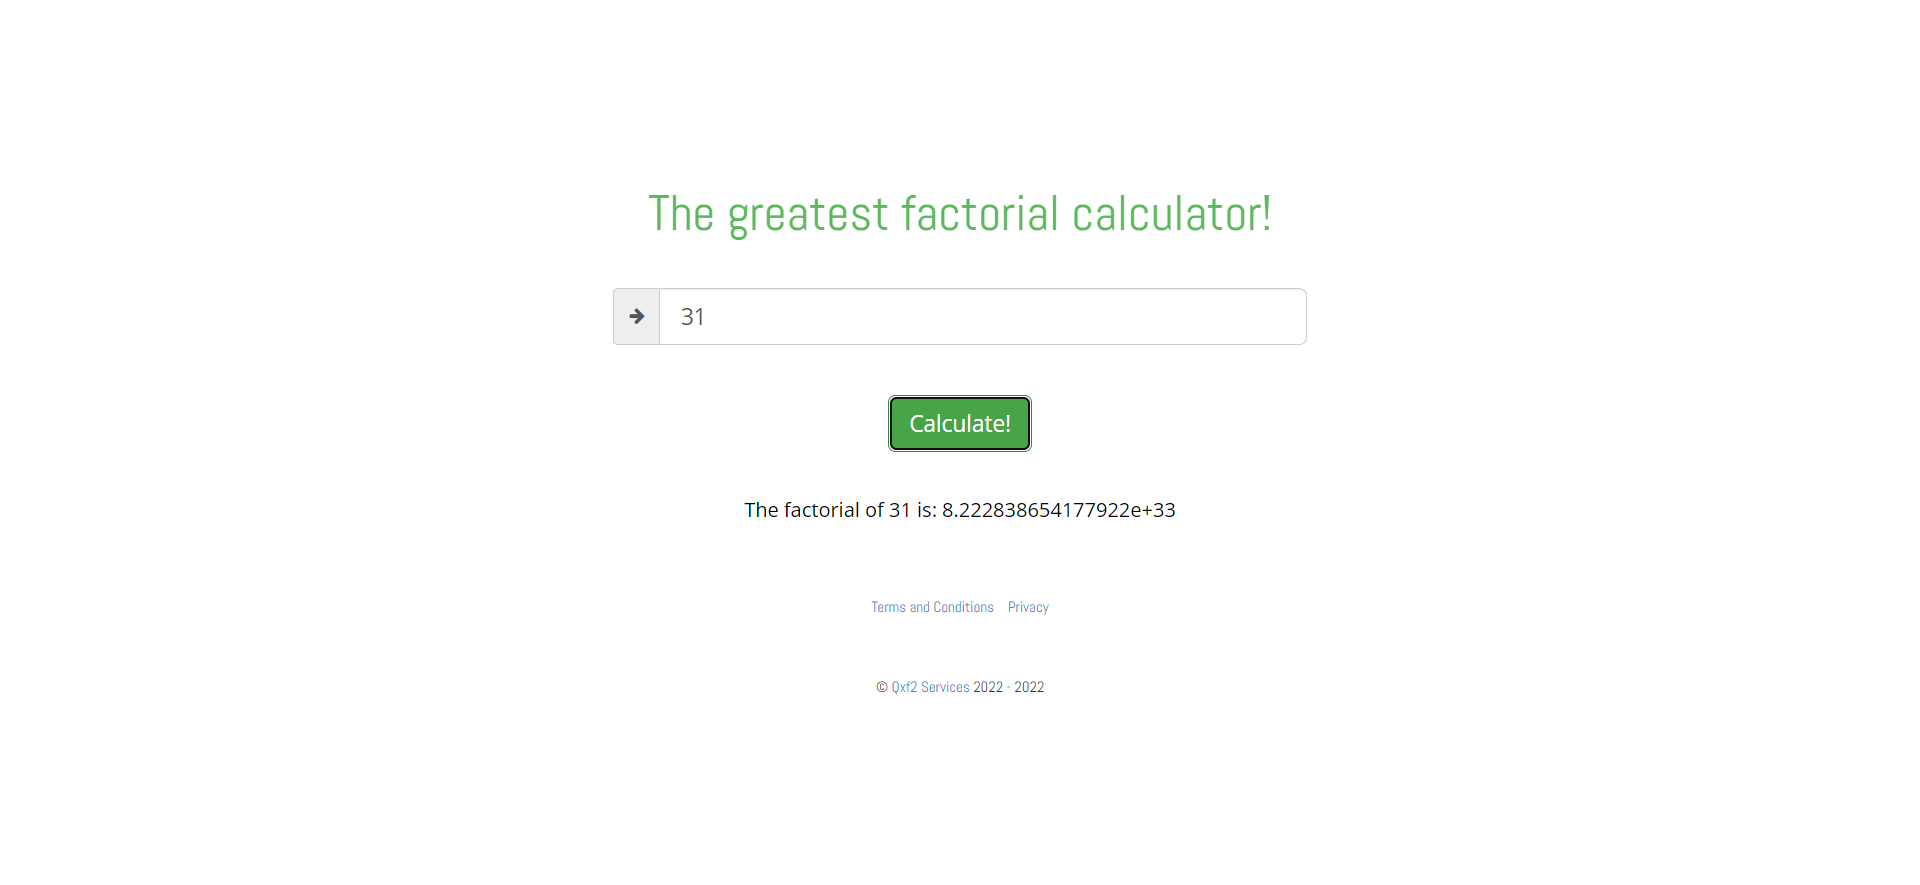 The greatest factorial calculator!
31
Calculate!
The factorial of 31 is: 8.222838654177922e+33
Terms and Conditions Privacy
© Qxf2 Services 2022 - 2022